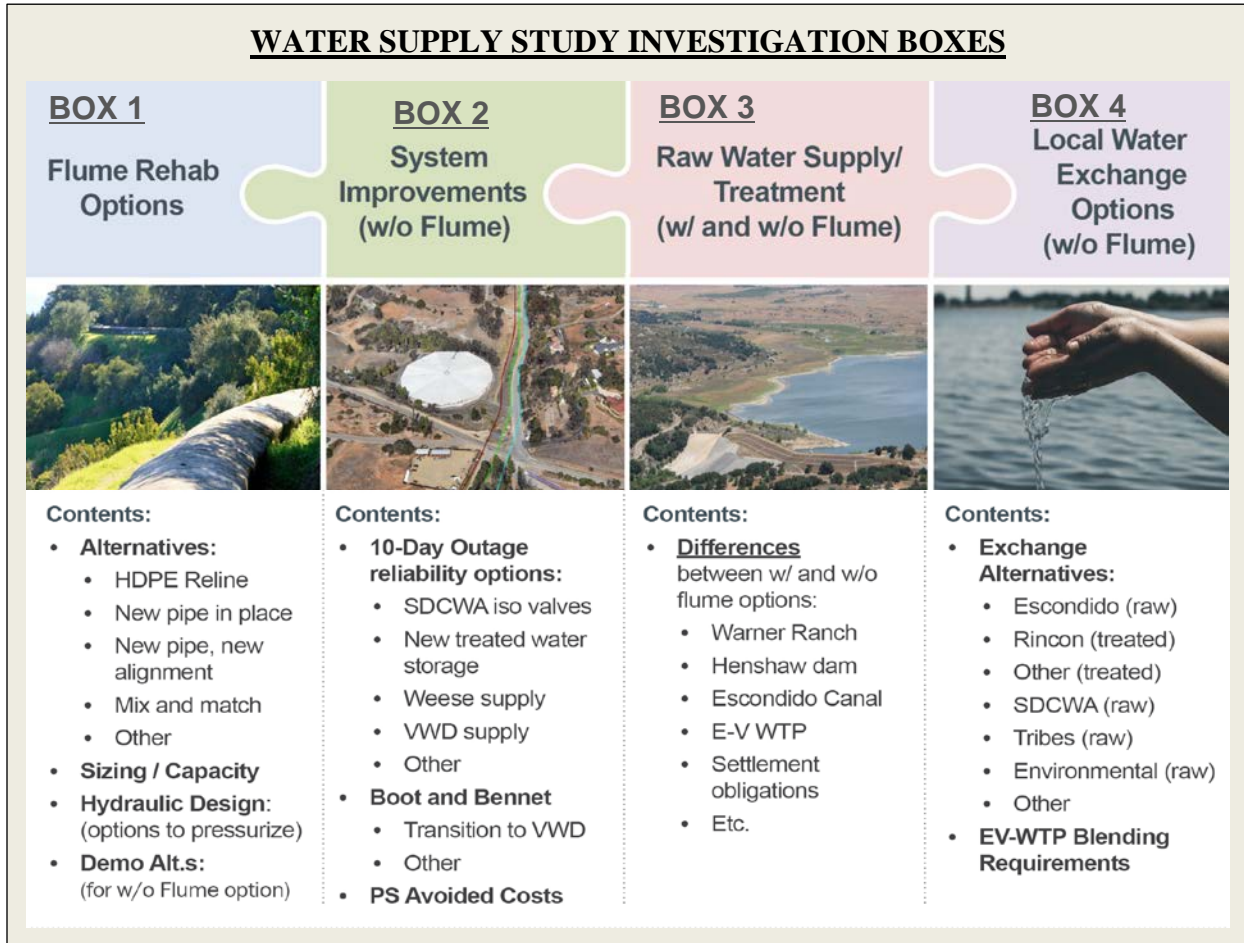 WATER SUPPLY STUDY INVESTIGATION BOXES
BOX 1
Flume Rehab
Options
BOX 2
System
Improvements
(w/o Flume)
BOX 3
Raw Water Supply/
Treatment
(w/ and w/o Flume)
BOX 4
Local Water
Exchange
Options
(w/o Flume)
Contents:
• Alternatives:
• HDPE Reline
• New pipe in place
• New pipe, new
alignment
• Mix and match
• Other
• Sizing / Capacity
• Hydraulic Design:
(options to pressurize)
• Demo Alt.s:
(for w/o Flume option)
Contents:
• 10-Day Outage
reliability options:
• SDCWA iso valves
• New treated water
storage
• Weese supply
• VWD supply
• Other
• Boot and Bennet
• Transition to VWD
• Other
• PS Avoided Costs
Contents:
• Differences
between w/ and w/o
flume options:
• Warner Ranch
• Henshaw dam
• Escondido Canal
• E-V WTP
• Settlement
obligations
• Etc.
Contents:
• Exchange
Alternatives:
• Escondido (raw)
• Rincon (treated)
• Other (treated)
• SDCWA (raw)
• Tribes (raw)
• Environmental (raw)
• Other
• EV-WTP Blending
Requirements